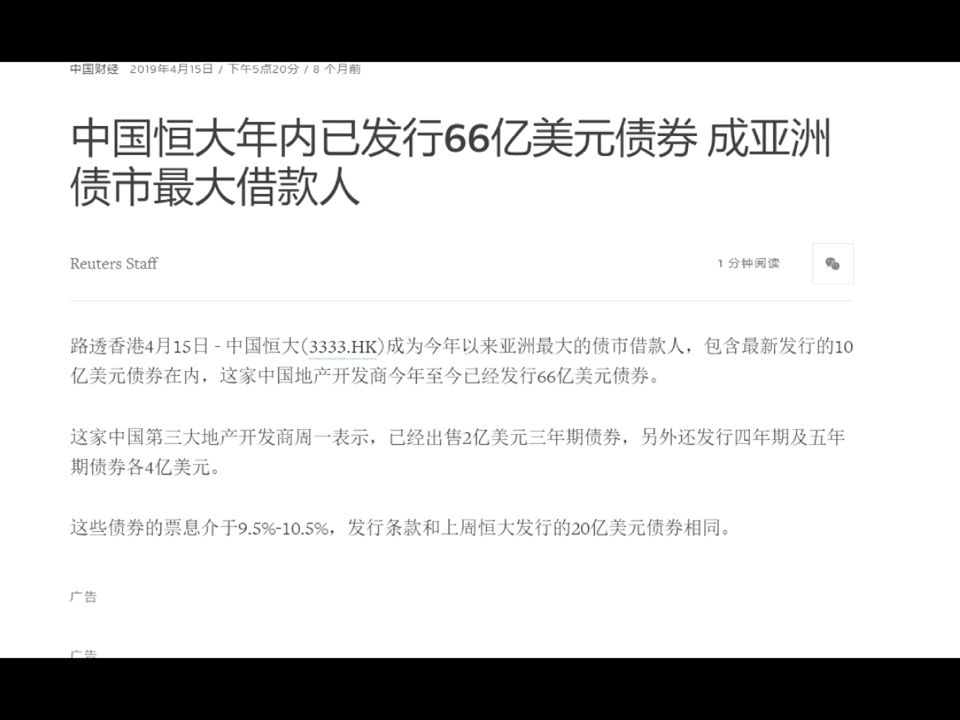 中国财经 2019年4月15日 / 下午5点20分 / 8 个月前
中国恒大年内已发行66亿美元债券 成亚洲
债市最大借款人
Reuters Staff
1 分钟阅读
路透香港4月15日 - 中国恒大(3333.HK)成为今年以来亚洲最大的债市借款人，包含最新发行的10
亿美元债券在内，这家中国地产开发商今年至今已经发行66亿美元债券。
这家中国第三大地产开发商周一表示，已经出售2亿美元三年期债券，另外还发行四年期及五年
期债券各4亿美元。
这些债券的票息介于9.5%-10.5%，发行条款和上周恒大发行的20亿美元债券相同。
广告
广告